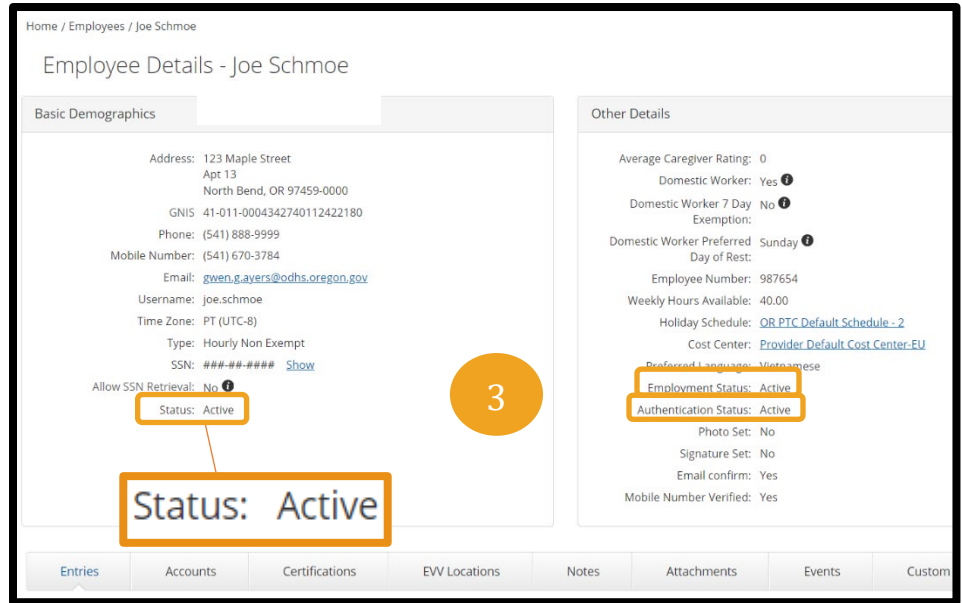 Home / Employees / Joe Schmoe
Employee Details - Joe Schmoe
Basic Demographics
Address: 123 Maple Street
Apt 13
North Bend, OR 97459-0000
GNIS 41-011-0004342740112422180
Phone: (541) 888-9999
Mobile Number: (541) 670-3784
Email: gwen.g.ayers@odhs.oregon.gov
Username: joe.schmoe
Time Zone: PT (UTC-8)
Type: Hourly Non Exempt
SSN: ###-##-#### Show
Allow SSN Retrieval: No
Status: Active
Status: Active
3
Other Details
Average Caregiver Rating: 0
Domestic Worker: Yes
Domestic Worker 7 Day No
Exemption:
Domestic Worker Preferred Sunday
Day of Rest:
Employee Number: 987654
Weekly Hours Available: 40.00
Holiday Schedule: OR PTC Default Schedule - 2
Cost Center: Provider Default Cost Center-EU
Preferred Language: Vietnamese
Employment Status: Active
Authentication Status: Active
Photo Set: No
Signature Set: No
Email confirm: Yes
Mobile Number Verified: Yes
Entries Accounts Certifications EVV Locations Notes Attachments Events Custom